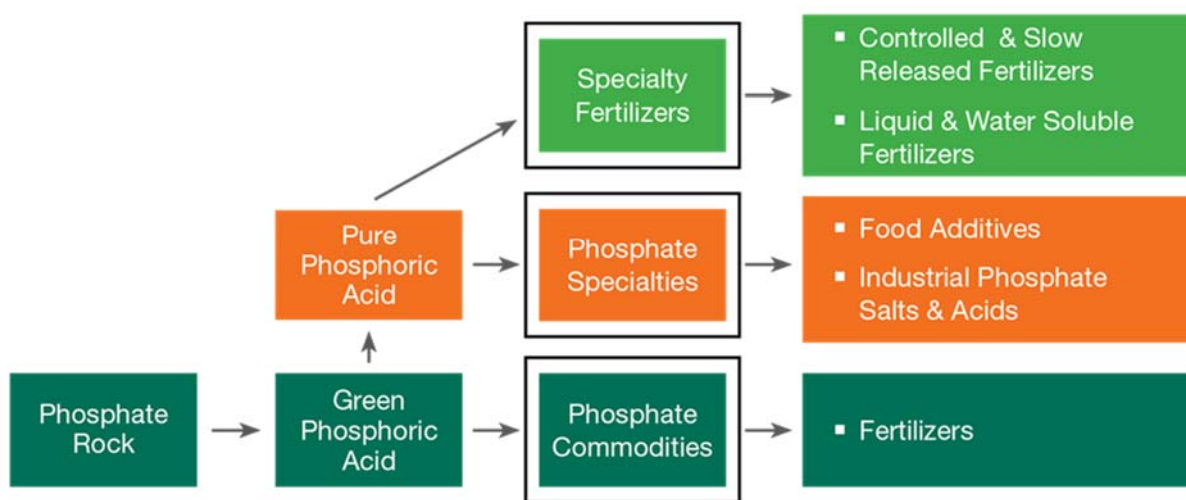 Specialty
Fertilizers
▪ Controlled & Slow
Released Fertilizers
▪ Liquid & Water Soluble
Fertilizers
Pure
Phosphoric
Acid
Phosphate
Specialties
▪ Food Additives
▪ Industrial Phosphate
Salts & Acids
Phosphate
Rock
Green
Phosphoric
Acid
Phosphate
Commodities
▪ Fertilizers